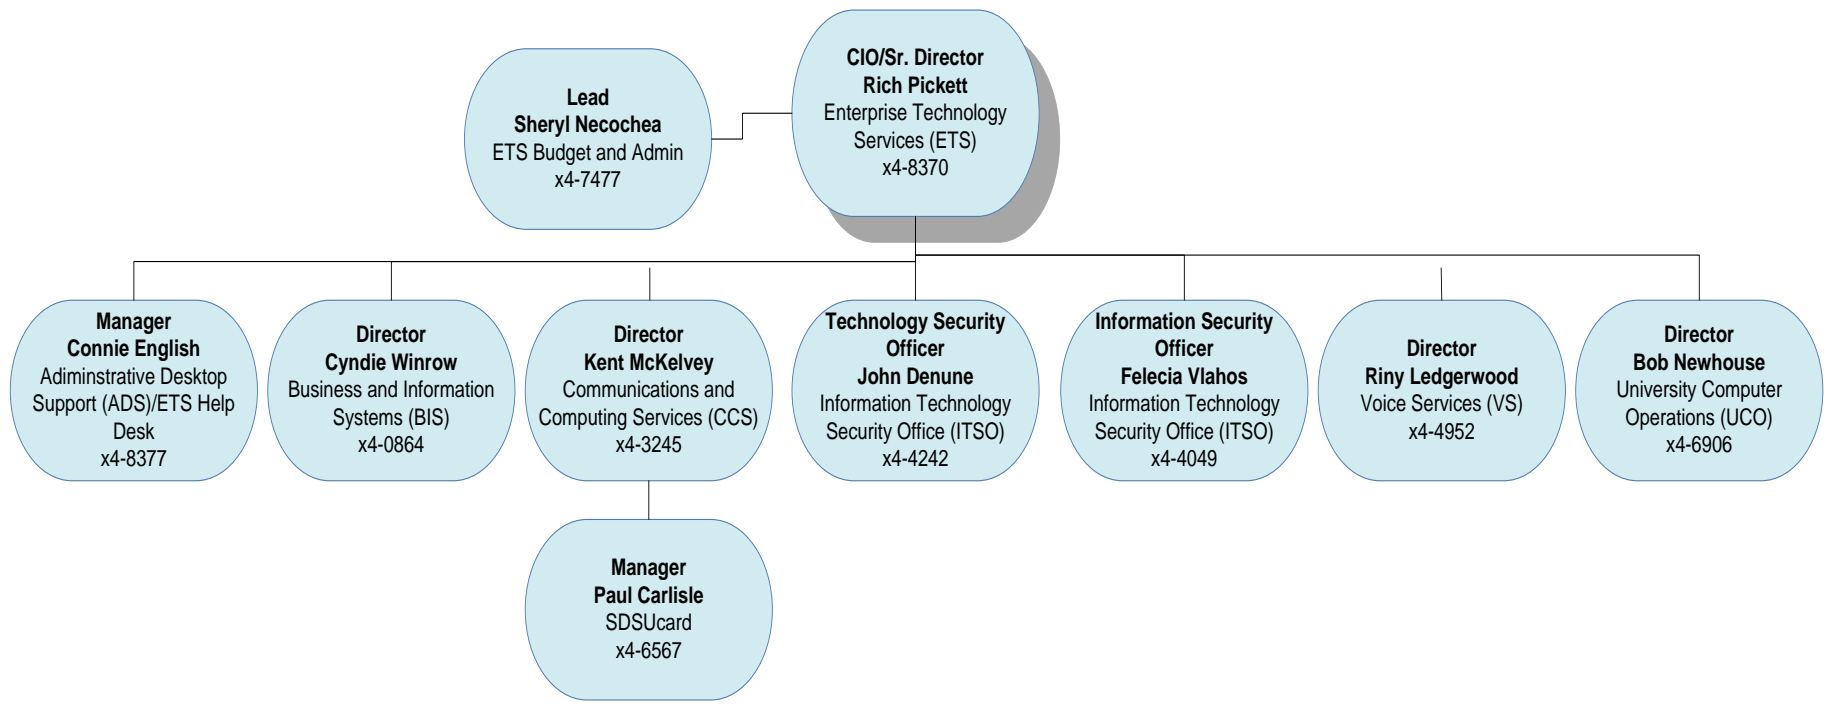 CIO/Sr. Director
Rich Pickett
Enterprise Technology
Services (ETS)
x4-8370
Lead
Sheryl Necochea
ETS Budget and Admin
x4-7477
Manager
Connie English
Adiminstrative Desktop
Support (ADS)/ETS Help
Desk
x4-8377
Director
Cyndie Winrow
Business and Information
Systems (BIS)
x4-0864
Director
Kent McKelvey
Communications and
Computing Services (CCS)
x4-3245
Technology Security
Officer
John Denune
Information Technology
Security Office (ITSO)
x4-4242
Information Security
Officer
Felecia Vlahos
Information Technology
Security Office (ITSO)
x4-4049
Director
Riny Ledgerwood
Voice Services (VS)
x4-4952
Director
Bob Newhouse
University Computer
Operations (UCO)
x4-6906
Manager
Paul Carlisle
SDSUcard
x4-6567